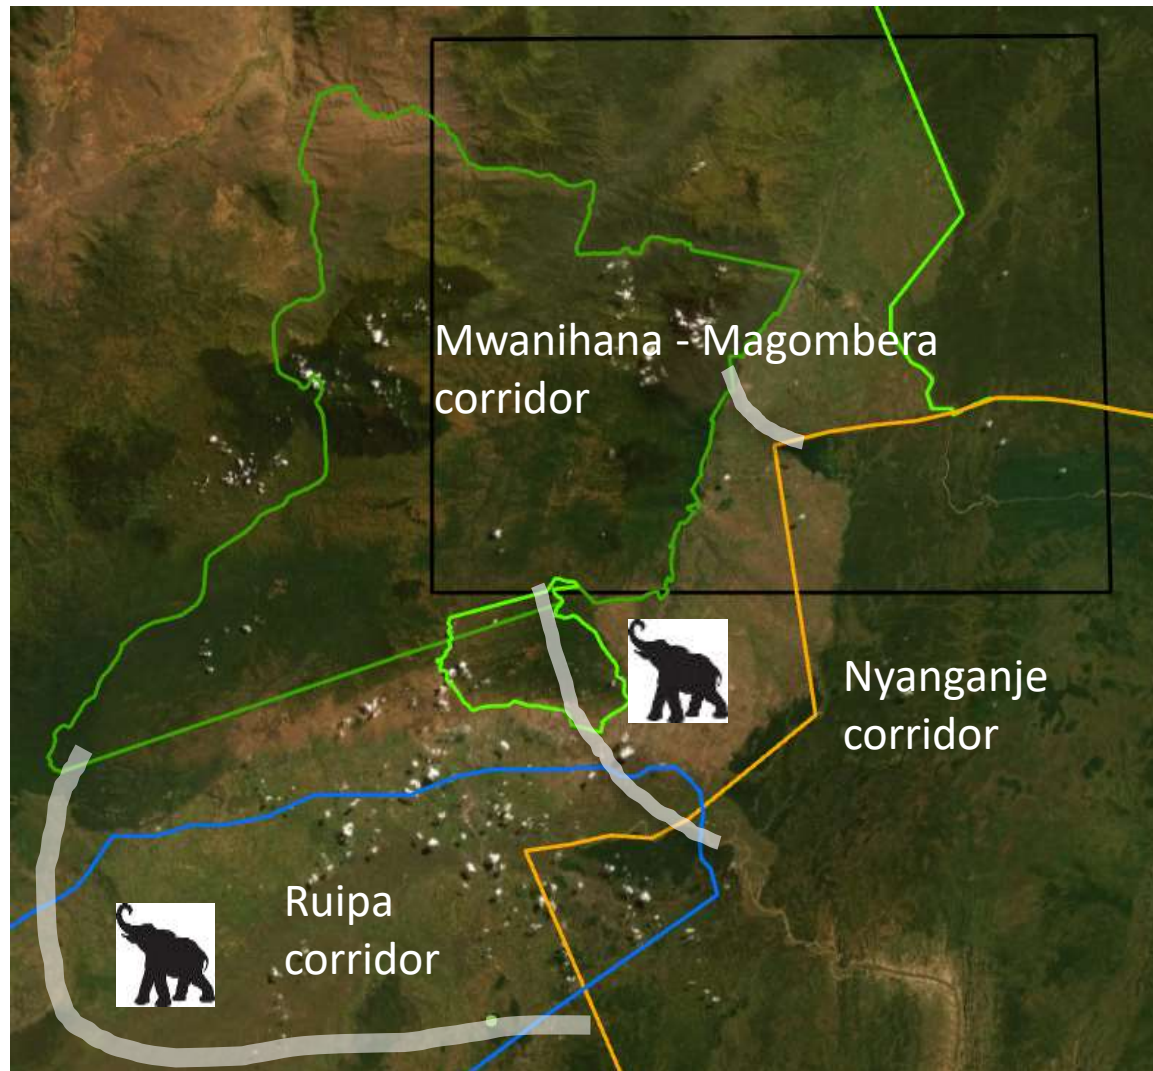 Mwanihana - Magombera
corridor
Nyanganje
corridor
Ruipa
corridor